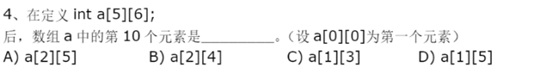 4、在定义 int a[5][6];
后，数组 a 中的第 10 个元素是_________。（设 a[0][0]为第一个元素）
A) a[2][5] B) a[2][4] C) a[1][3] D) a[1][5]